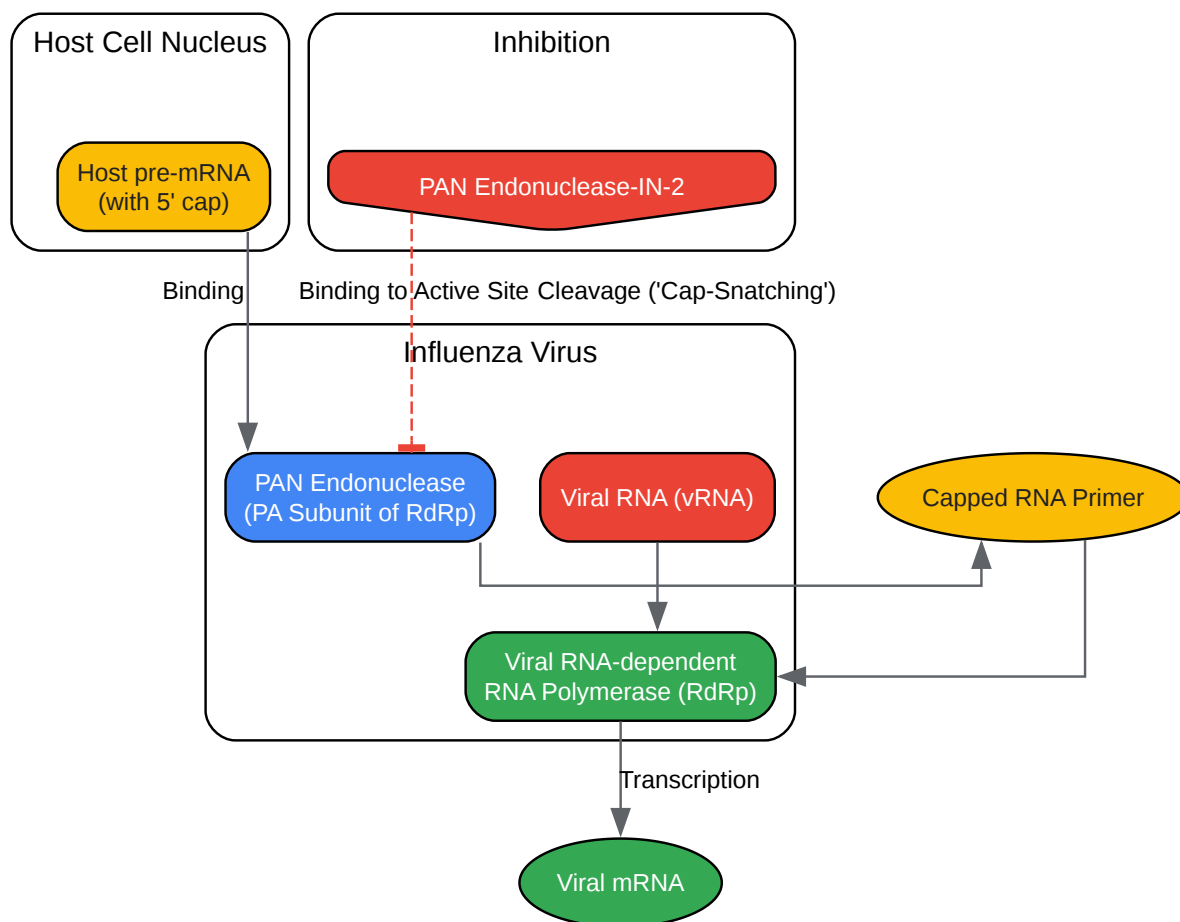 Host Cell Nucleus
Inhibition
Host pre-mRNA
(with 5' cap)
PAN Endonuclease-IN-2
Binding
Binding to Active Site
Cleavage ('Cap-Snatching')
Influenza Virus
PAN Endonuclease
(PA Subunit of RdRp)
Viral RNA (vRNA)
Capped RNA Primer
Viral RNA-dependent
RNA Polymerase (RdRp)
Transcription
Viral mRNA